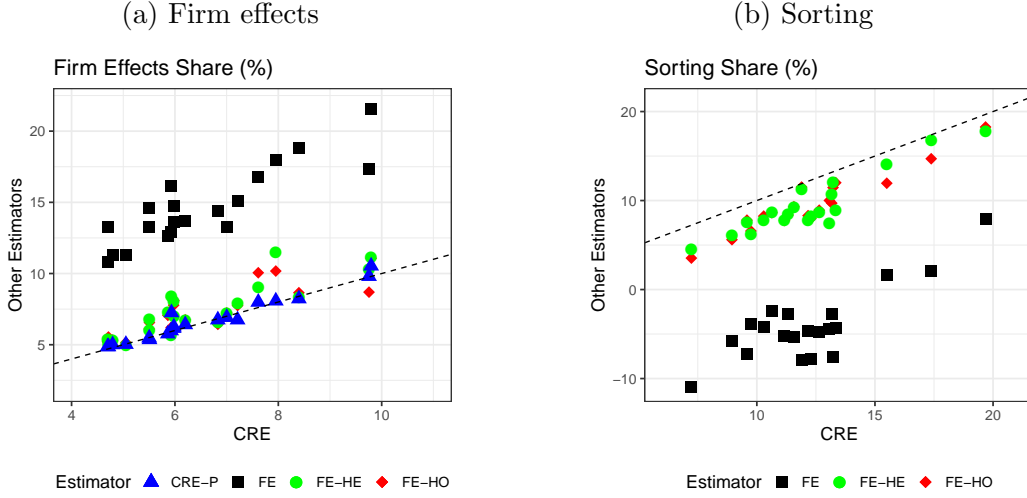 (a) Firm effects
(b) Sorting
Firm Effects Share (%)
Other Estimators
20
15
10
5
4
6
8
10
CRE
Estimator CRE−P FE FE−HE FE−HO
Sorting Share (%)
Other Estimators
20
10
0
−10
10
15
20
CRE
Estimator FE FE−HE FE−HO